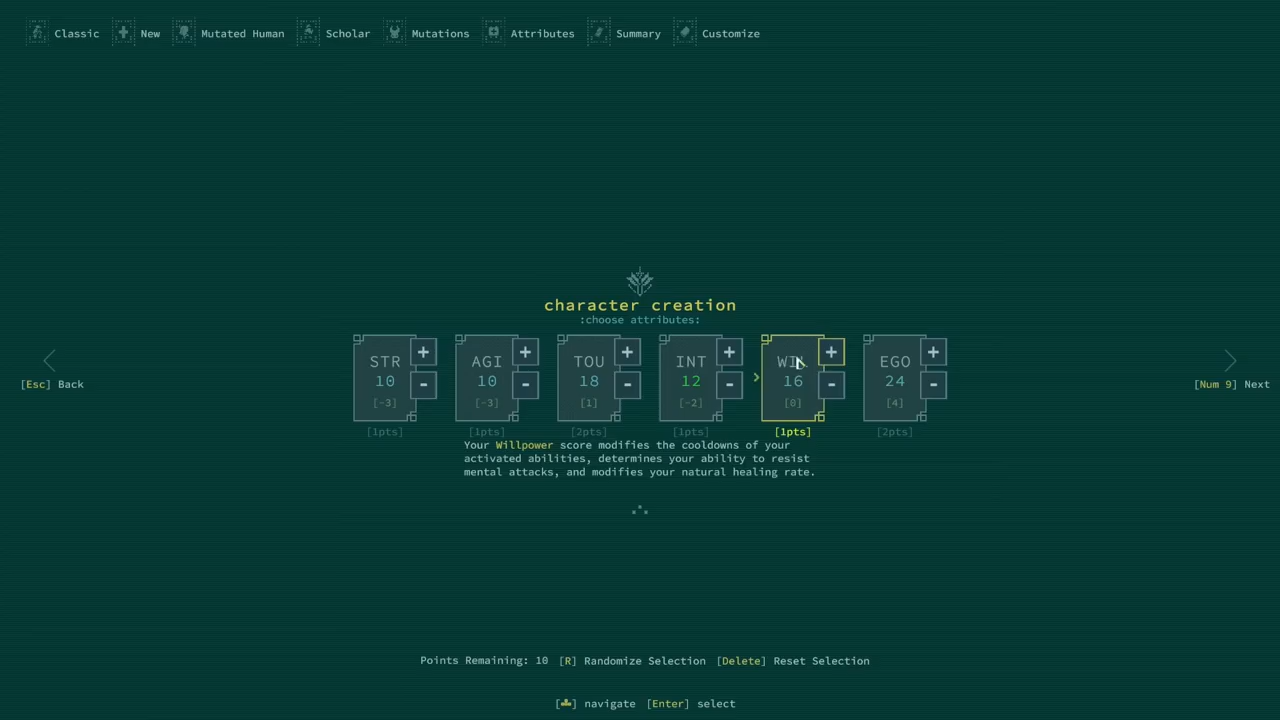 Classic New Mutated Human Scholar Mutations Attributes Summary Customize
character creation
:choose attributes:
STR + AGI + TOU + INT + + EGO +
10 - 10 - 18 - 12 - > 16 - 24 -
[-3] [-3] [1] [-2] [0] [4]
[1pts] [1pts] [2pts] [1pts] [1pts] [2pts]
[Esc] Back
[Num 9] Next
Your Willpower score modifies the cooldowns of your
activated abilities, determines your ability to resist
mental attacks, and modifies your natural healing rate.
Points Remaining: 10 [R] Randomize Selection [Delete] Reset Selection
navigate [Enter] select